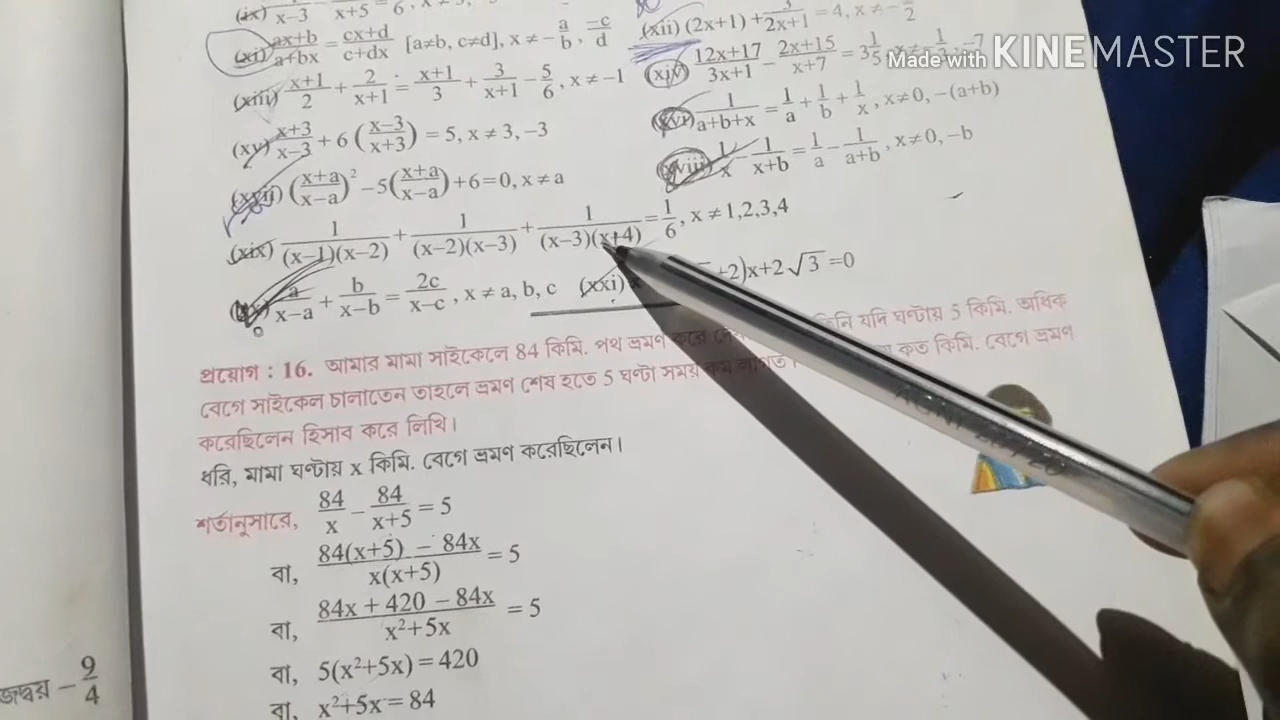 (ix) x-3 x+5 = 6, x ≠
(xi) ax+b/a+bx = cx+d/c+dx [a≠b, c≠d], x ≠ -a/b, -c/d
(xii) (2x+1) + 3/2x+1 = 4, x ≠ -
(xiii) x+1/2 + 2/x+1 = x+1/3 + 3/x+1 - 5/6, x ≠ -1
(xiv) 12x+17/3x+1 - 2x+15/x+7 = 3 1/5
Made with KINEMASTER
(xv) x+3/x-3 + 6(x-3/x+3) = 5, x ≠ 3, -3
(xvi) 1/a+b+x = 1/a + 1/b + 1/x, x≠0, -(a+b)
(x+a/x-a)² -5(x+a/x-a) +6=0, x ≠ a
(xviii) 1/x - 1/x+b = 1/a - 1/a+b, x≠0, -b
(xix) 1/(x-1)(x-2) + 1/(x-2)(x-3) + 1/(x-3)(x+4) = 1/6, x ≠ 1,2,3,4
a/x-a + b/x-b = 2c/x-c, x ≠ a, b, c (xxi) +2)x+2√3=0
প্রয়োগ : 16. আমার মামা সাইকেলে 84 কিমি. পথ ভ্রমণ করে যদি ঘণ্টায় 5 কিমি. অধিক
বেগে সাইকেল চালাতেন তাহলে ভ্রমণ শেষ হতে 5 ঘণ্টা সময় কম লাগত। কত কিমি. বেগে ভ্রমণ
করেছিলেন হিসাব করে লিখি।
ধরি, মামা ঘণ্টায় x কিমি. বেগে ভ্রমণ করেছিলেন।
শর্তানুসারে, 84/x - 84/x+5 = 5
বা, 84(x+5) - 84x/x(x+5) = 5
বা, 84x + 420 - 84x/x²+5x = 5
বা, 5(x²+5x) = 420
বা, x²+5x = 84
- 9/4